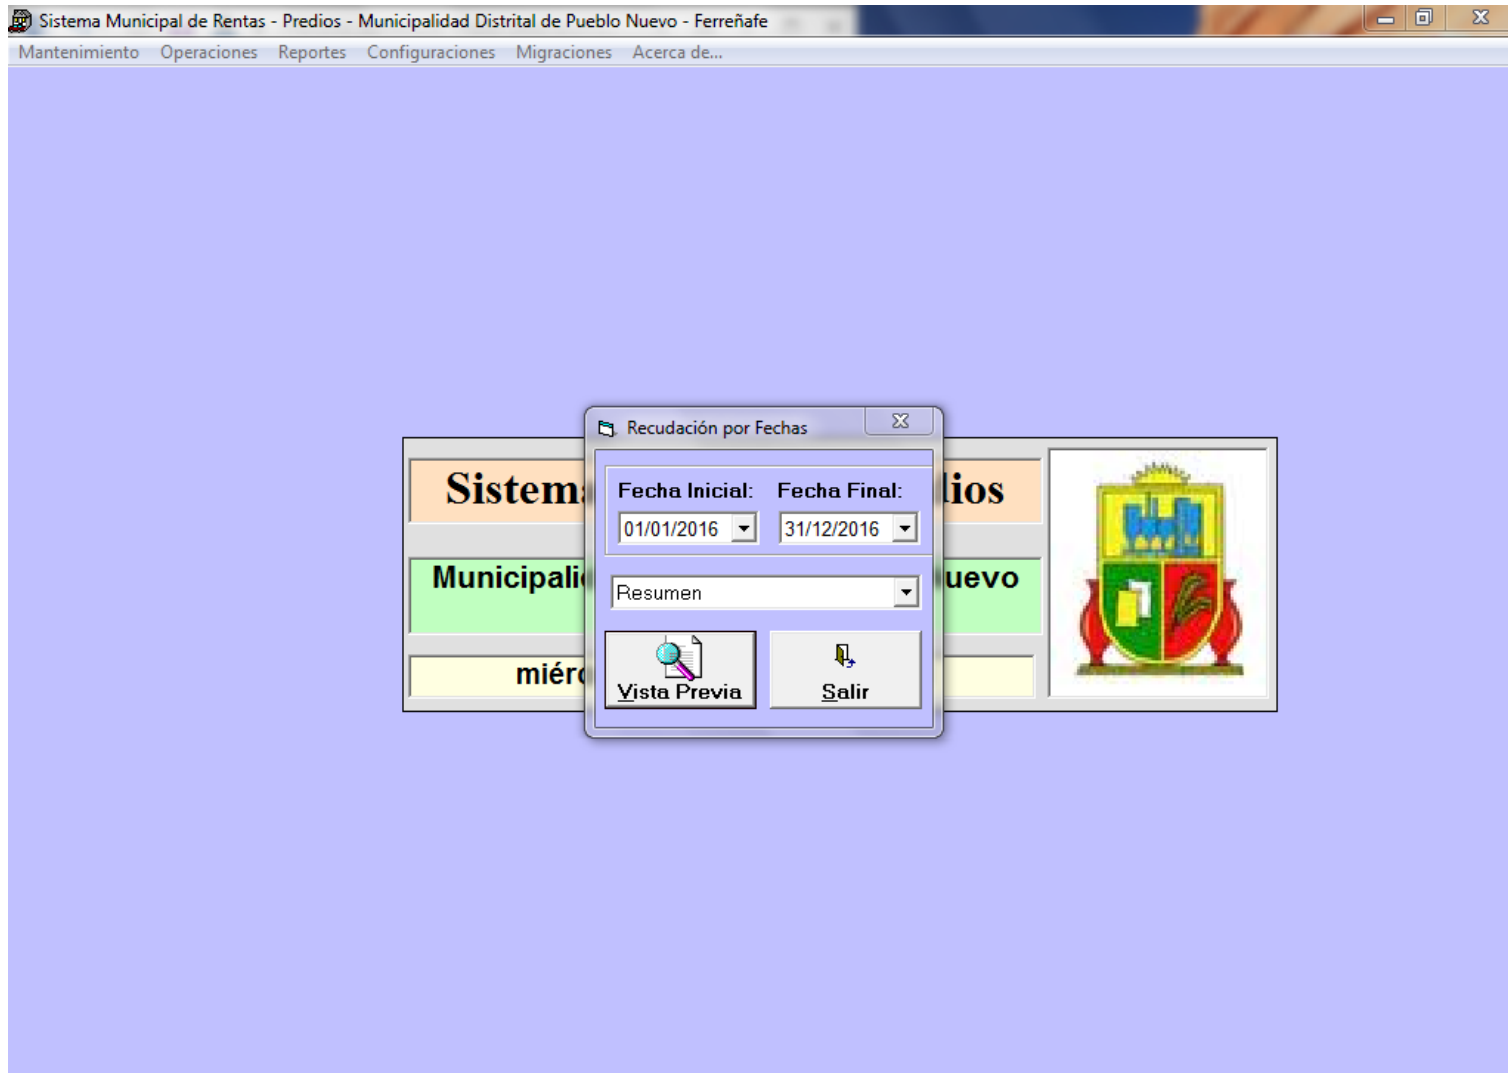 Sistema Municipal de Rentas - Predios - Municipalidad Distrital de Pueblo Nuevo - Ferreñafe
Mantenimiento Operaciones Reportes Configuraciones Migraciones Acerca de...
Recudación por Fechas
Sistem
ios
Fecha Inicial: Fecha Final:
01/01/2016 31/12/2016
Municipali
uevo
Resumen
miérc
Vista Previa
Salir